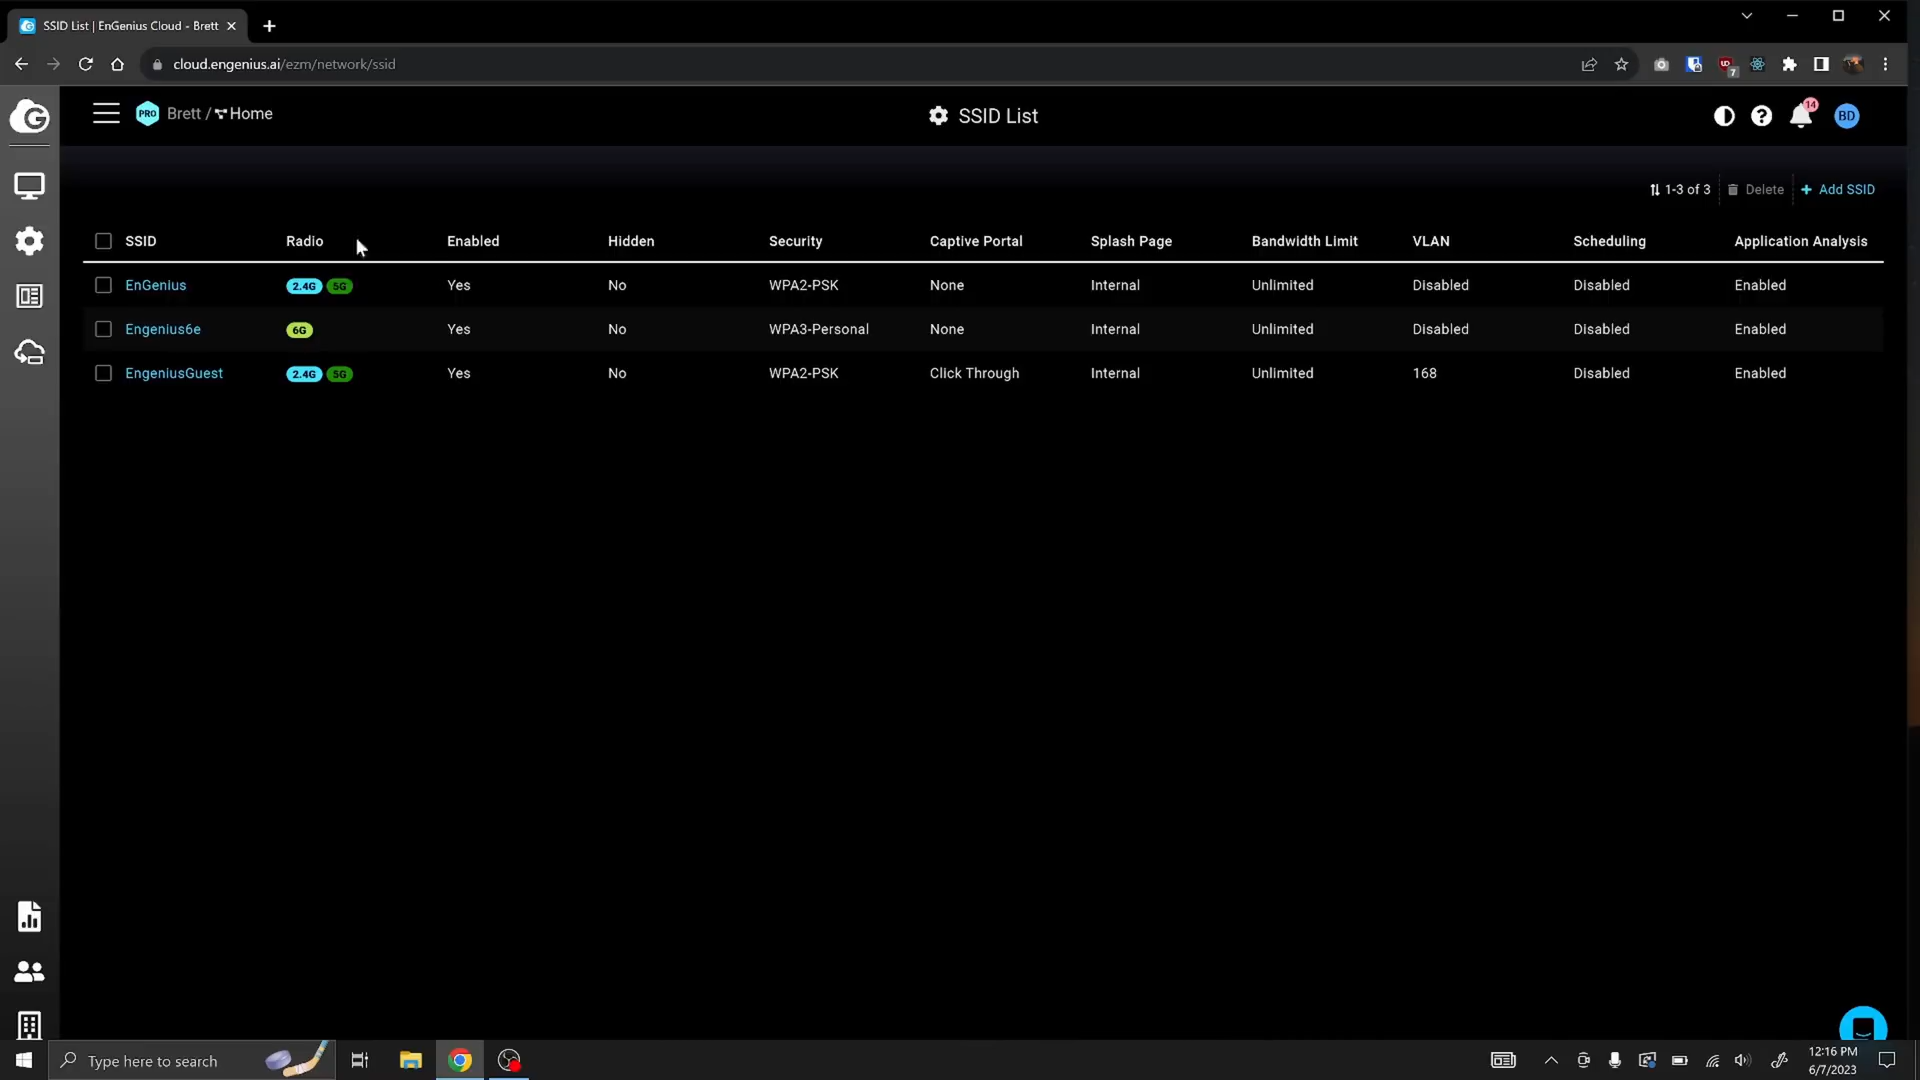 SSID List | EnGenius Cloud - Brett
cloud.engenius.ai/ezm/network/ssid
7
PRO Brett / Home
SSID List
14
BD
1-3 of 3 Delete + Add SSID
SSID Radio Enabled Hidden Security Captive Portal Splash Page Bandwidth Limit VLAN Scheduling Application Analysis
EnGenius 2.4G 5G Yes No WPA2-PSK None Internal Unlimited Disabled Disabled Enabled
Engenius6e 6G Yes No WPA3-Personal None Internal Unlimited Disabled Disabled Enabled
EngeniusGuest 2.4G 5G Yes No WPA2-PSK Click Through Internal Unlimited 168 Disabled Enabled
Type here to search
12:16 PM
6/7/2023